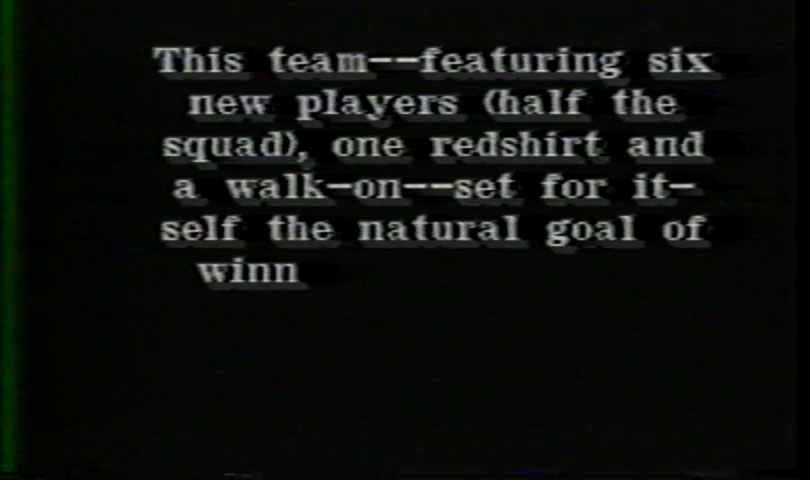 This team--featuring six
new players (half the
squad), one redshirt and
a walk-on--set for it-
self the natural goal of
winn